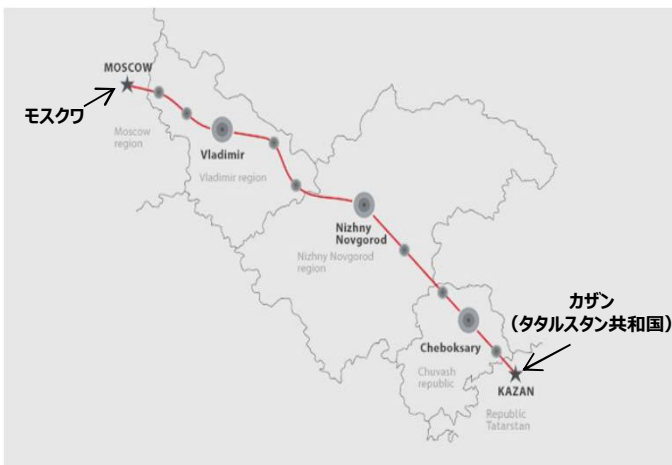 MOSCOW
モスクワ
Moscow
region
Vladimir
Vladimir region
Nizhny
Novgorod
Nizhny Novgorod
region
カザン
（タタルスタン共和国）
Cheboksary
Chuvash
republic
KAZAN
Republic
Tatarstan